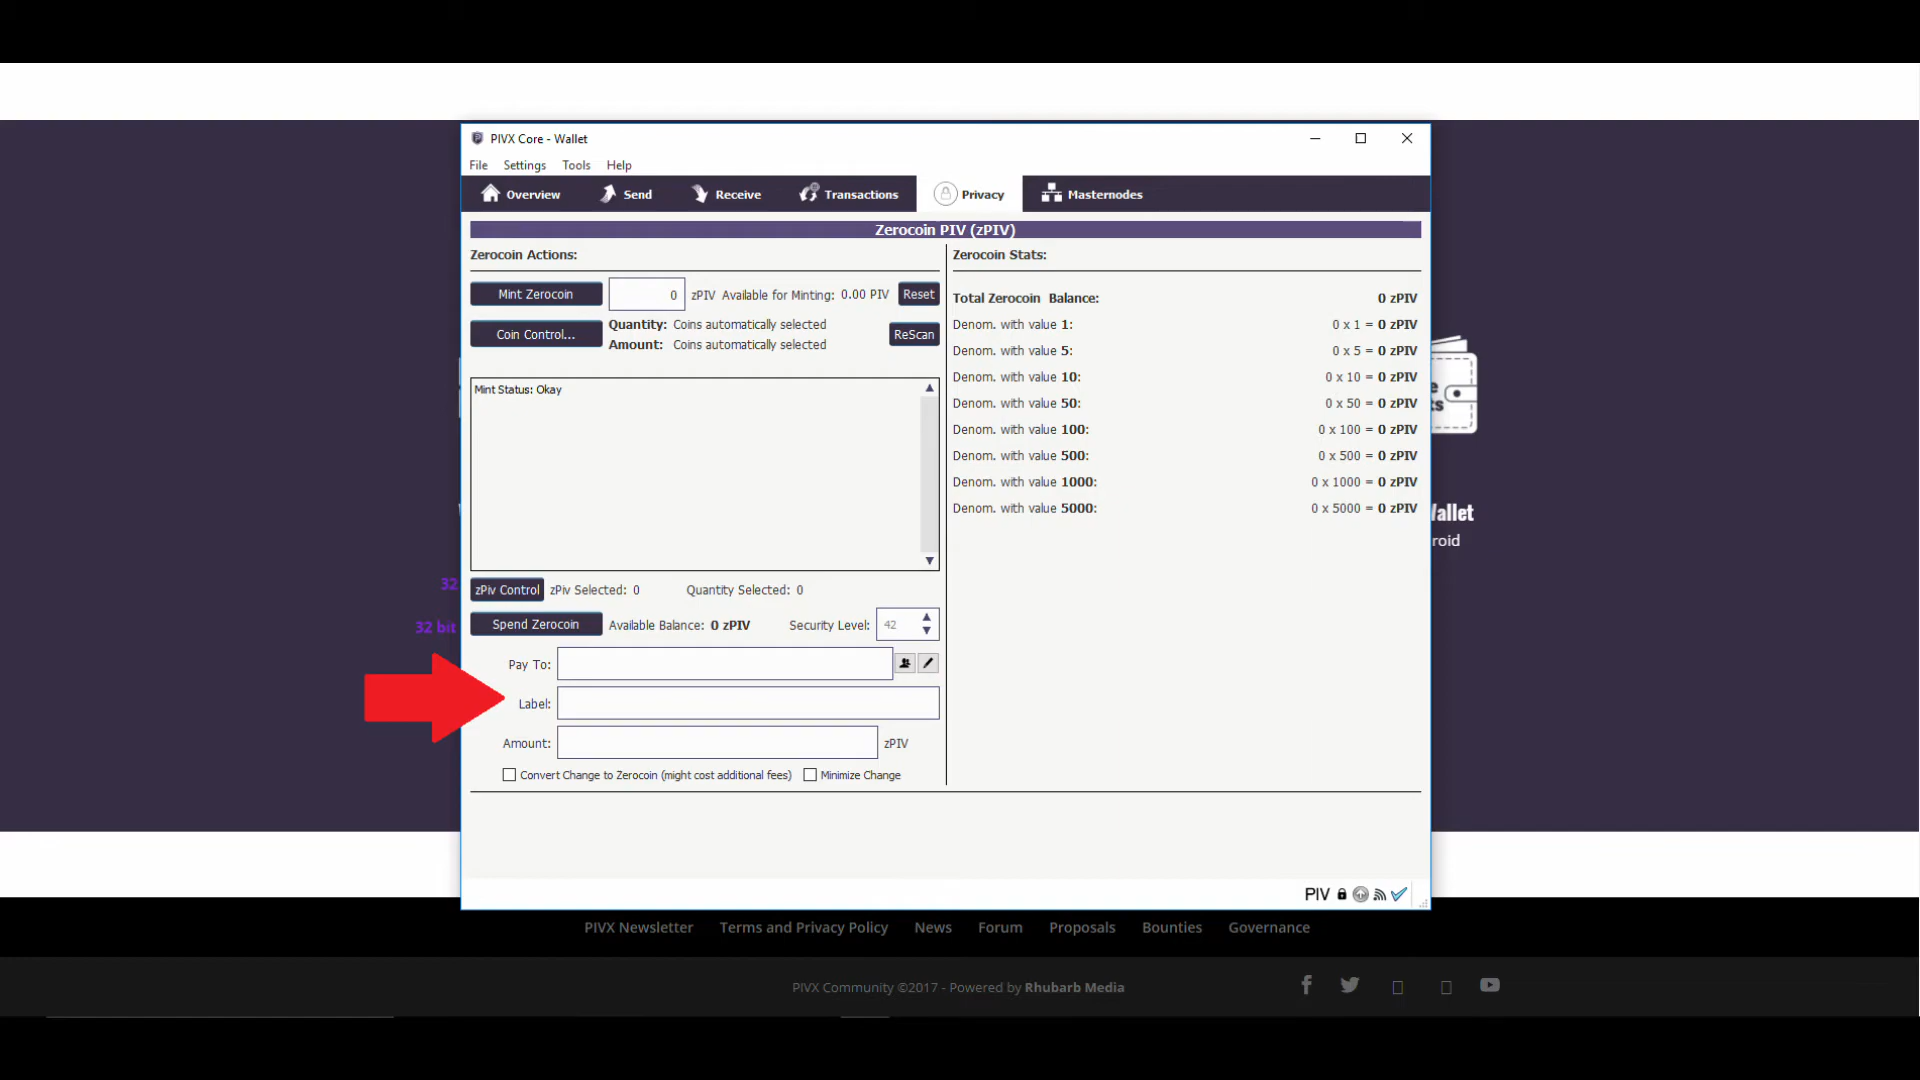 PIVX Core - Wallet
File Settings Tools Help
Overview Send Receive Transactions Privacy Masternodes
Zerocoin PIV (zPIV)
Zerocoin Actions:
Mint Zerocoin 0 zPIV Available for Minting: 0.00 PIV Reset
Coin Control... Quantity: Coins automatically selected ReScan
Amount: Coins automatically selected
Mint Status: Okay
zPiv Control zPiv Selected: 0 Quantity Selected: 0
Spend Zerocoin Available Balance: 0 zPIV Security Level: 42
Pay To:
Label:
Amount: zPIV
Convert Change to Zerocoin (might cost additional fees) Minimize Change
Zerocoin Stats:
Total Zerocoin Balance: 0 zPIV
Denom. with value 1: 0 x 1 = 0 zPIV
Denom. with value 5: 0 x 5 = 0 zPIV
Denom. with value 10: 0 x 10 = 0 zPIV
Denom. with value 50: 0 x 50 = 0 zPIV
Denom. with value 100: 0 x 100 = 0 zPIV
Denom. with value 500: 0 x 500 = 0 zPIV
Denom. with value 1000: 0 x 1000 = 0 zPIV
Denom. with value 5000: 0 x 5000 = 0 zPIV
PIV
32
32 bit
PIVX Newsletter Terms and Privacy Policy News Forum Proposals Bounties Governance
PIVX Community ©2017 - Powered by Rhubarb Media